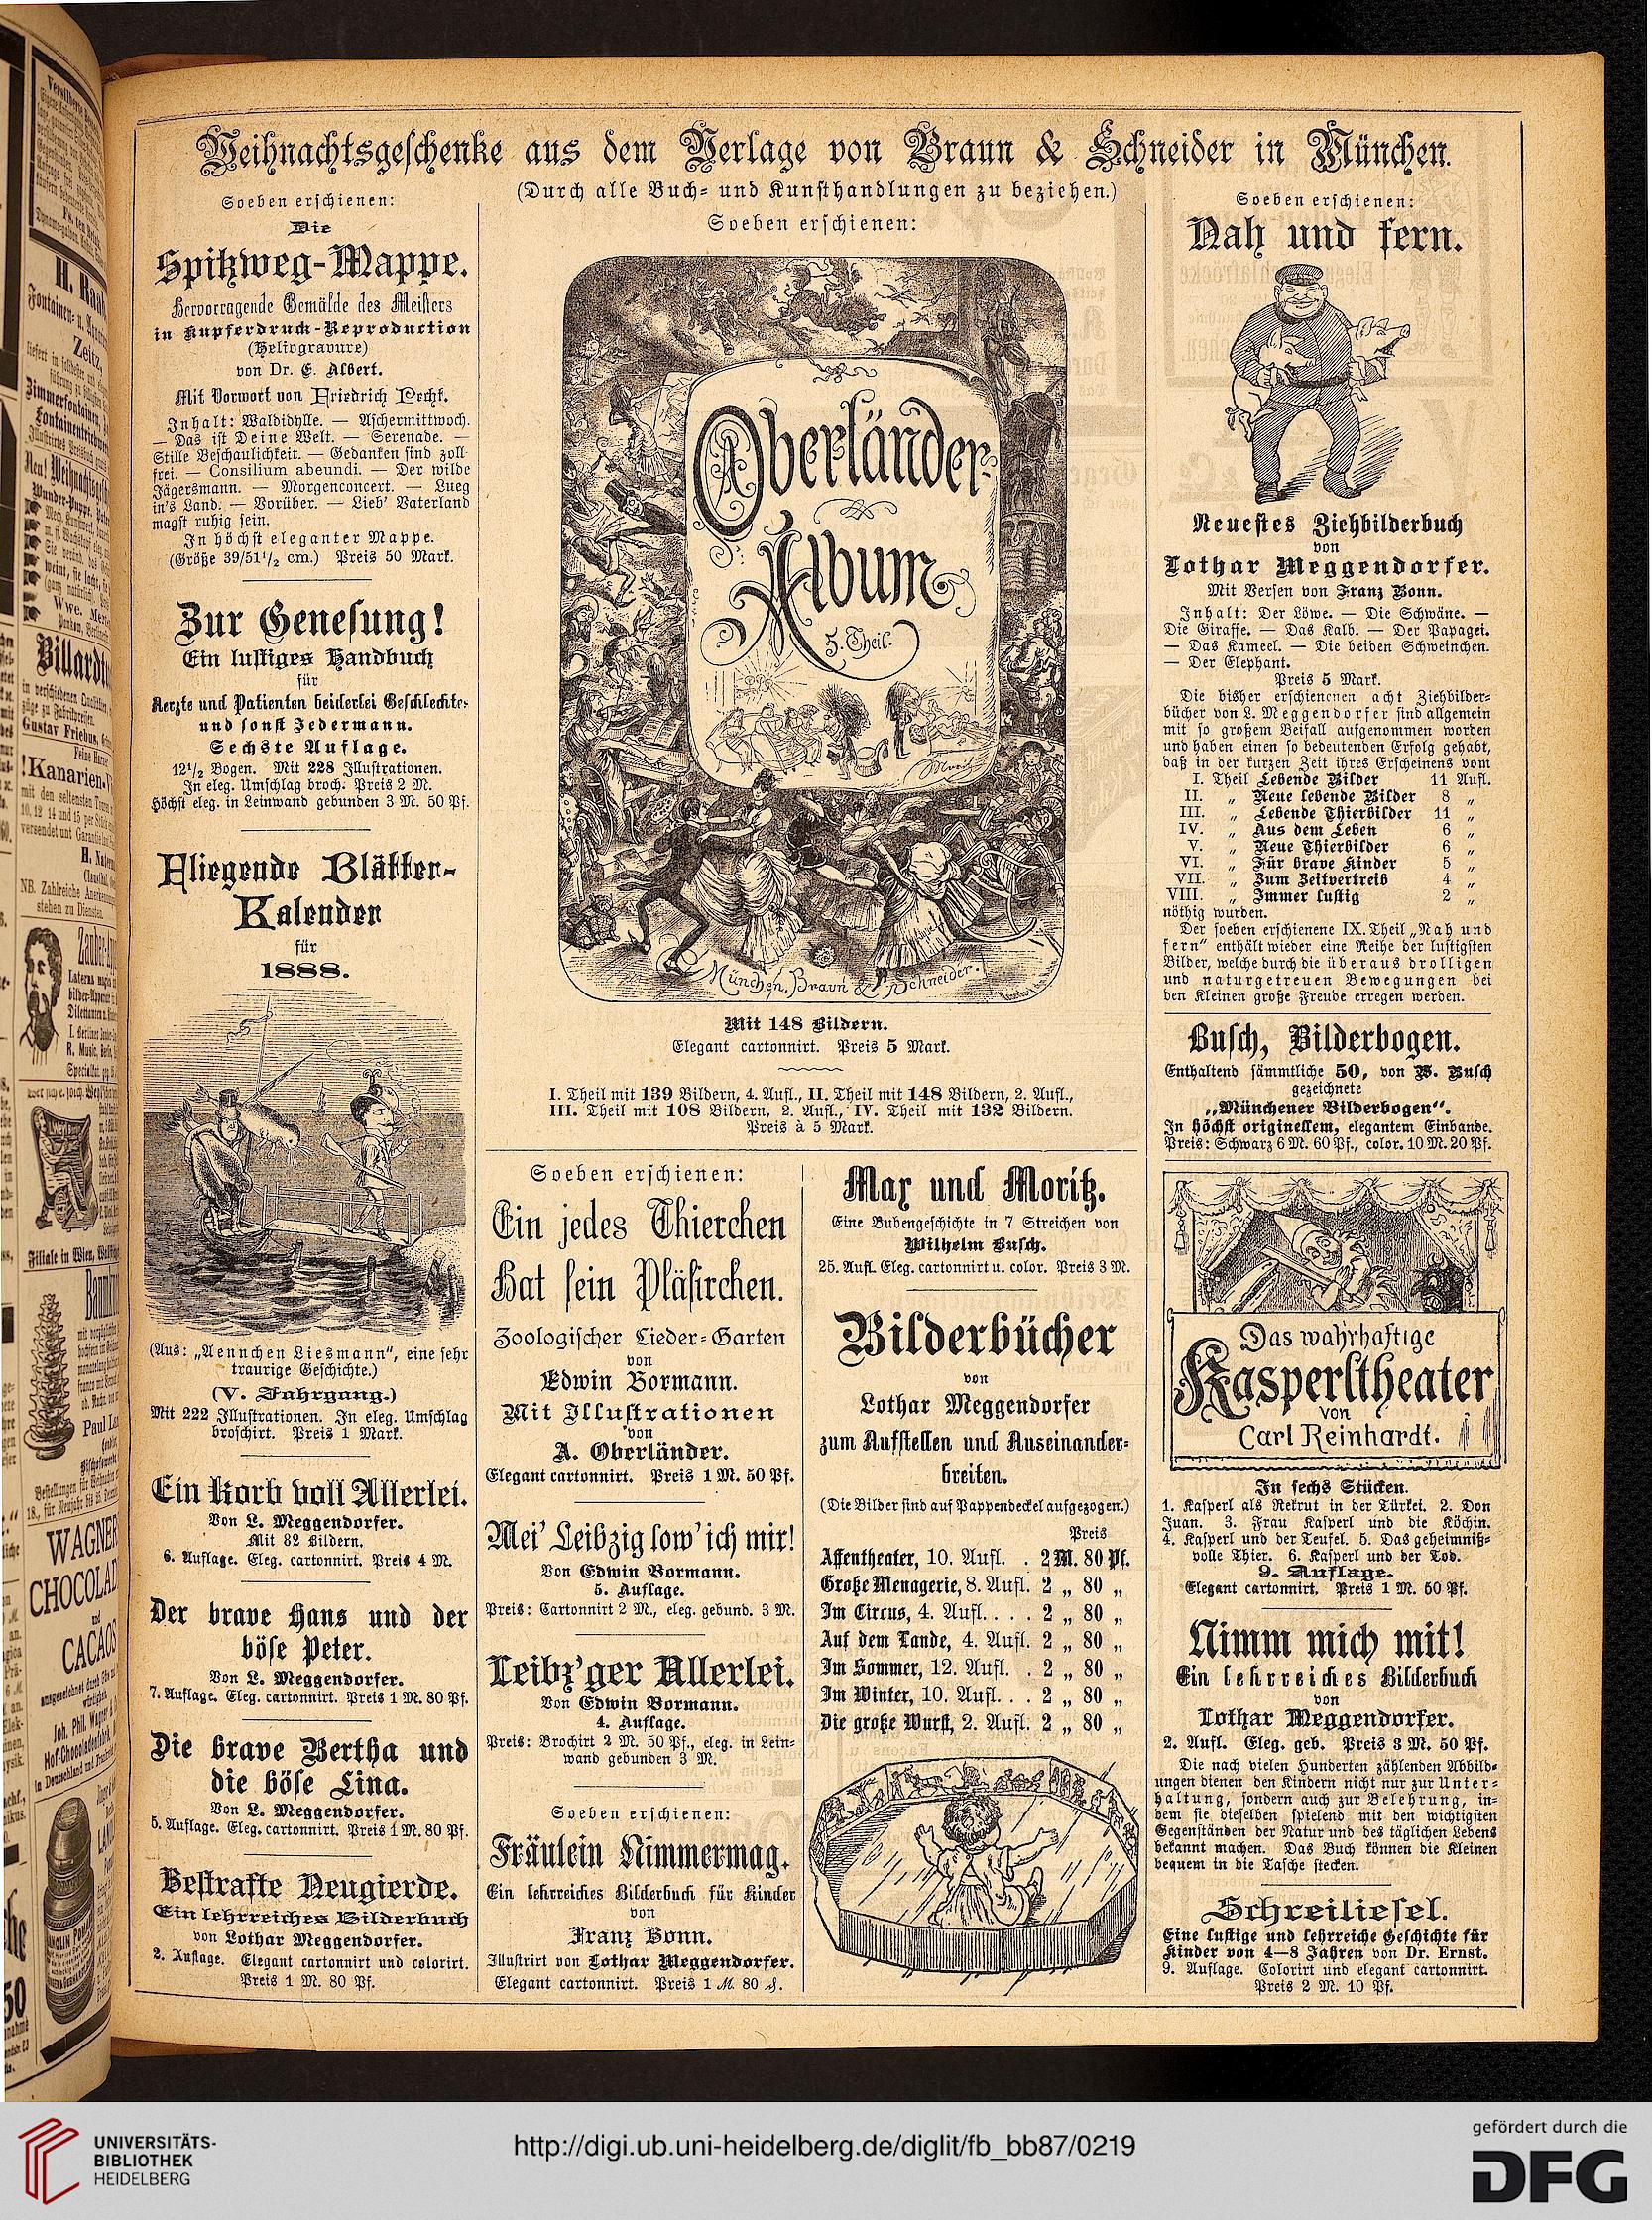 Weihnachtsgeschenke aus dem Verlage von Braun & Schneider in München.
(Durch alle Buch- und Kunsthandlungen zu beziehen.)
Soeben erschienen:
Die
Spitzweg-Mappe.
Hervorragende Gemälde des Meisters
in Kupferdruck-Reproduction
(Heliogravure)
von Dr. E. Albert.
Mit Vorwort von Friedrich Pecht.
Inhalt: Waldidylle. — Aschermittwoch.
— Das ist Deine Welt. — Serenade. —
Stille Beschaulichkeit. — Gedanken sind zoll
frei. — Consilium abeundi. — Der wilde
Jägersmann. — Morgenconcert. — Lueg
in's Land. — Vorüber. — Lieb' Vaterland
magst ruhig sein.
In höchst eleganter Mappe.
(Größe 39/51½ cm.) Preis 50 Mark.
Zur Genesung!
Ein lustiges Handbuch
für
Aerzte und Patienten beiderlei Geschlechtes
und sonst Jedermann.
Sechste Auflage.
12½ Bogen. Mit 228 Illustrationen.
In eleg. Umschlag broch. Preis 2 M.
Höchst eleg. in Leinwand gebunden 3 M. 50 Pf.
Fliegende Blätter-
Kalender
für
1888.
(Aus: „Aennchen Liesmann“, eine sehr
traurige Geschichte.)
(V. Jahrgang.)
Mit 222 Illustrationen. In eleg. Umschlag
broschirt. Preis 1 Mark.
Ein Korb voll Allerlei.
Von L. Meggendorfer.
Mit 32 Bildern.
6. Auflage. Eleg. cartonnirt. Preis 4 M.
Der brave Hans und der
böse Peter.
Von L. Meggendorfer.
7. Auflage. Eleg. cartonnirt. Preis 1 M. 80 Pf.
Die brave Bertha und
die böse Lina.
Von L. Meggendorfer.
5. Auflage. Eleg. cartonnirt. Preis 1 M. 80 Pf.
Bestrafte Neugierde.
Ein lehrreiches Bilderbuch
von Lothar Meggendorfer.
2. Auflage. Elegant cartonnirt und colorirt.
Preis 1 M. 80 Pf.
Soeben erschienen:
Oberländer-
Album
5. Theil.
München, Braun & Schneider.
Mit 148 Bildern.
Elegant cartonnirt. Preis 5 Mark.
I. Theil mit 139 Bildern, 4. Aufl., II. Theil mit 148 Bildern, 2. Aufl.,
III. Theil mit 108 Bildern, 2. Aufl., IV. Theil mit 132 Bildern.
Preis à 5 Mark.
Soeben erschienen:
Ein jedes Thierchen
Hat sein Pläsirchen.
Zoologischer Lieder-Garten
von
Edwin Bormann.
Mit Illustrationen
von
A. Oberländer.
Elegant cartonnirt. Preis 1 M. 50 Pf.
Mei' Leibzig low' ich mir!
Von Edwin Bormann.
5. Auflage.
Preis: Cartonnirt 2 M., eleg. gebund. 3 M.
Leibz'ger Allerlei.
Von Edwin Bormann.
4. Auflage.
Preis: Brochirt 2 M. 50 Pf., eleg. in Lein-
wand gebunden 3 M.
Soeben erschienen:
Fräulein Nimmermag.
Ein lehrreiches Bilderbuch für Kinder
von
Franz Bonn.
Illustrirt von Lothar Meggendorfer.
Elegant cartonnirt. Preis 1 M. 80 ₰.
Max und Moritz.
Eine Bubengeschichte in 7 Streichen von
Wilhelm Busch.
25. Aufl. Eleg. cartonnirt u. color. Preis 3 M.
Bilderbücher
von
Lothar Meggendorfer
zum Aufstellen und Auseinander-
breiten.
(Die Bilder sind auf Pappendeckel aufgezogen.)
Preis
Affentheater, 10. Aufl. . 2 M. 80 Pf.
Große Menagerie, 8. Aufl. 2 „ 80 „
Im Circus, 4. Aufl. . . . 2 „ 80 „
Auf dem Lande, 4. Aufl. 2 „ 80 „
Im Sommer, 12. Aufl. . 2 „ 80 „
Im Winter, 10. Aufl. . . 2 „ 80 „
Die große Wurst, 2. Aufl. 2 „ 80 „
Soeben erschienen:
Nah und fern.
Neuestes Ziehbilderbuch
von
Lothar Meggendorfer.
Mit Versen von Franz Bonn.
Inhalt: Der Löwe. — Die Schwäne. —
Die Giraffe. — Das Kalb. — Der Papagei.
— Das Kameel. — Die beiden Schweinchen.
— Der Elephant.
Preis 5 Mark.
Die bisher erschienenen acht Ziehbilder-
bücher von L. Meggendorfer sind allgemein
mit so großem Beifall aufgenommen worden
und haben einen so bedeutenden Erfolg gehabt,
daß in der kurzen Zeit ihres Erscheinens vom
I. Theil Lebende Bilder 11 Aufl.
II. „ Neue lebende Bilder 8 „
III. „ Lebende Thierbilder 11 „
IV. „ Aus dem Leben 6 „
V. „ Neue Thierbilder 6 „
VI. „ Für brave Kinder 5 „
VII. „ Zum Zeitvertreib 4 „
VIII. „ Immer lustig 2 „
nöthig wurden.
Der soeben erschienene IX. Theil „Nah und
fern“ enthält wieder eine Reihe der lustigsten
Bilder, welche durch die überaus drolligen
und naturgetreuen Bewegungen bei
den Kleinen große Freude erregen werden.
Busch, Bilderbogen.
Enthaltend sämmtliche 50, von W. Busch
gezeichnete
„Münchener Bilderbogen“.
In höchst originellem, elegantem Einbande.
Preis: Schwarz 6 M. 60 Pf., color. 10 M. 20 Pf.
Das wahrhaftige
Kasperltheater
von
Carl Reinhardt.
In sechs Stücken.
1. Kasperl als Rekrut in der Türkei. 2. Don
Juan. 3. Frau Kasperl und die Köchin.
4. Kasperl und der Teufel. 5. Das geheimniß-
volle Thier. 6. Kasperl und der Tod.
9. Auflage.
Elegant cartonnirt. Preis 1 M. 50 Pf.
Nimm mich mit!
Ein lehrreiches Bilderbuch
von
Lothar Meggendorfer.
2. Aufl. Eleg. geb. Preis 3 M. 50 Pf.
Die nach vielen Hunderten zählenden Abbild-
ungen dienen den Kindern nicht nur zur Unter-
haltung, sondern auch zur Belehrung, in-
dem sie dieselben spielend mit den wichtigsten
Gegenständen der Natur und des täglichen Lebens
bekannt machen. Das Buch können die Kleinen
bequem in die Tasche stecken.
Schreiliesel.
Eine lustige und lehrreiche Geschichte für
Kinder von 4—8 Jahren von Dr. Ernst.
9. Auflage. Colorirt und elegant cartonnirt.
Preis 2 M. 10 Pf.
H.
Zeitz,
Billard
Gustav Friebus,
!Kanarien
NB. Zahlreiche
stehen zu Diensten.
Filiale in Wien,
WAGNER
CHOCOLAD
CACAOS
Joh. Phil. Wagner
UNIVERSITÄTS-
BIBLIOTHEK
HEIDELBERG
http://digi.ub.uni-heidelberg.de/diglit/fb_bb87/0219
gefördert durch die
DFG